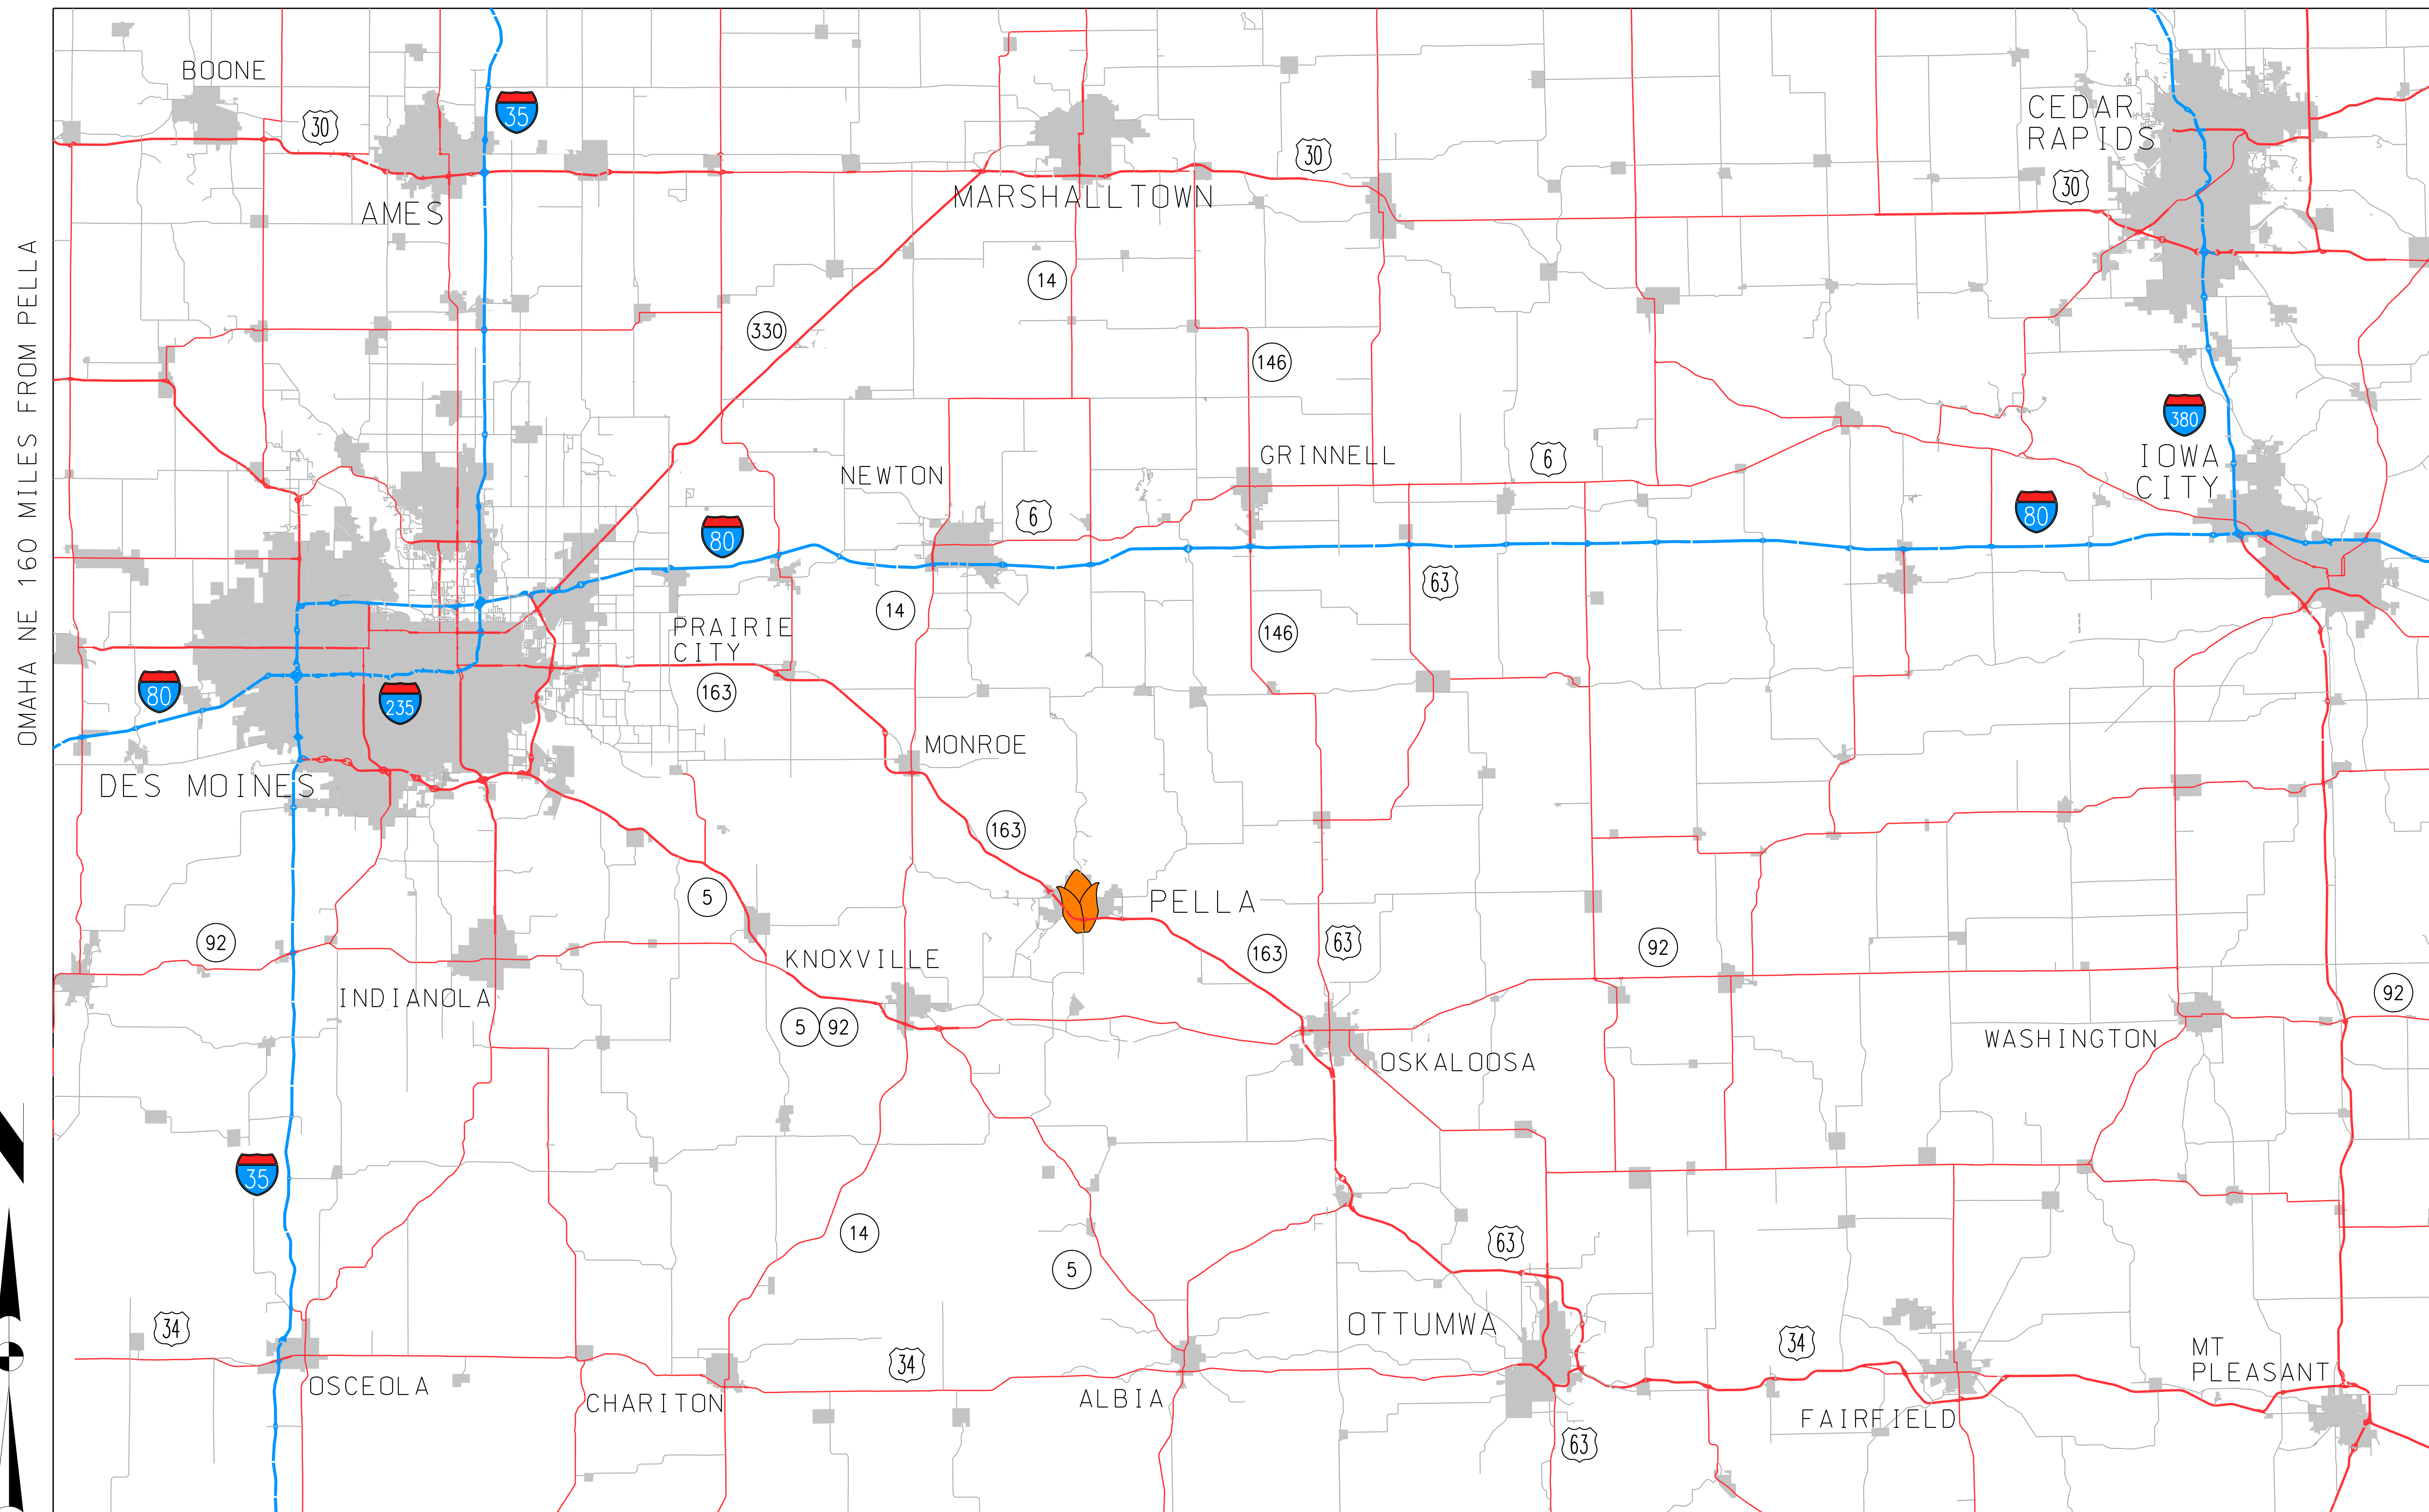 BOONE
35
CEDAR
RAPIDS
30
30
30
MARSHALLTOWN
AMES
OMAHA NE 160 MILES FROM PELLA
14
330
146
380
GRINNELL
6
IOWA
CITY
NEWTON
6
80
80
63
14
PRAIRIE
CITY
146
163
80
235
MONROE
DES MOINES
163
5
PELLA
92
63
163
92
KNOXVILLE
INDIANOLA
92
5
92
WASHINGTON
OSKALOOSA
35
14
63
5
34
OTTUMWA
34
34
MT
PLEASANT
OSCEOLA
CHARITON
ALBIA
FAIRFIELD
63